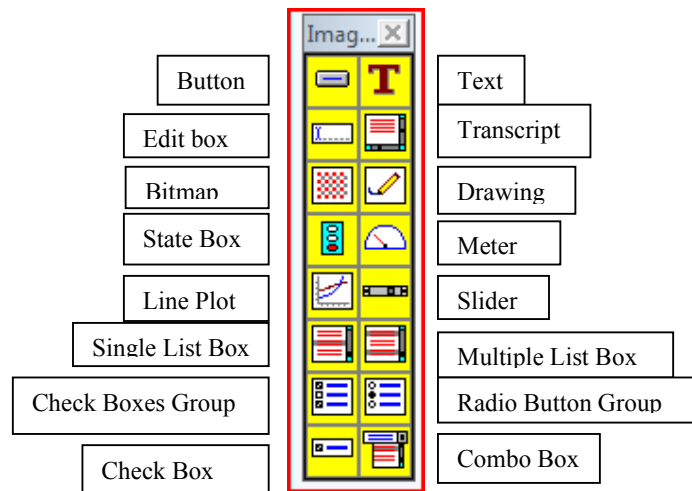 Imag...
Button
Text
Edit box
Transcript
Bitmap
Drawing
State Box
Meter
Line Plot
Slider
Single List Box
Multiple List Box
Check Boxes Group
Radio Button Group
Check Box
Combo Box